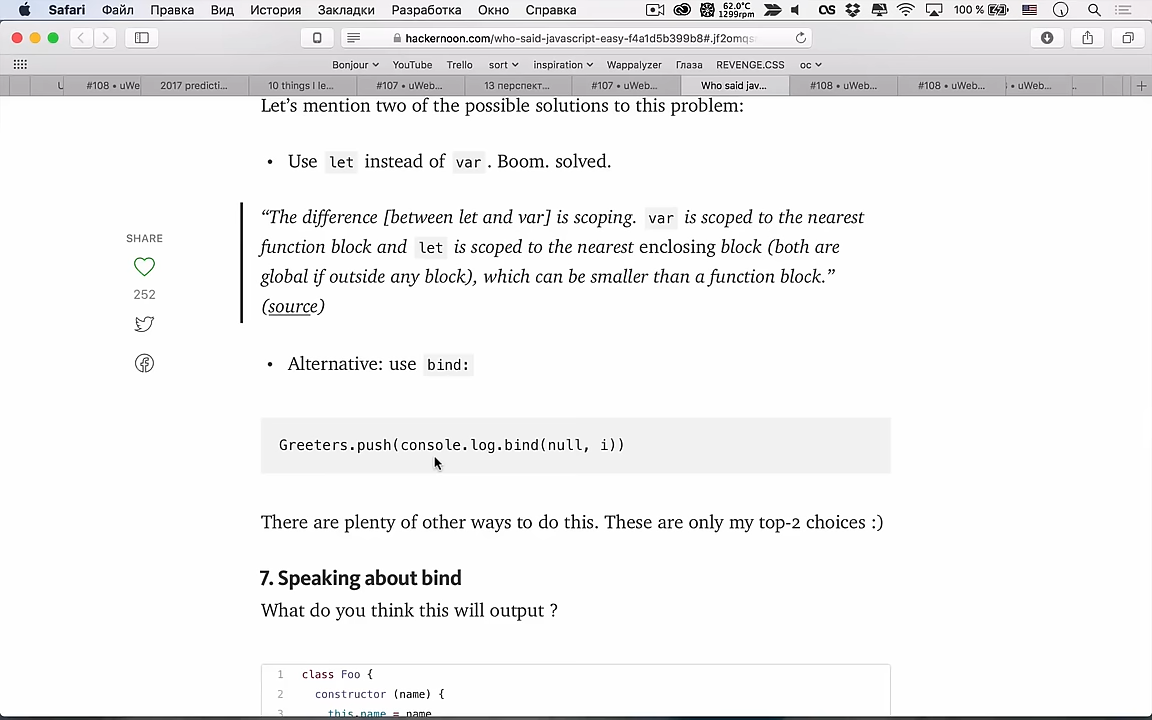 Safari Файл Правка Вид История Закладки Разработка Окно Справка OS 62.0°C 1299rpm 100 %
hackernoon.com/who-said-javascript-easy-f4a1d5b399b8#.jf2omqs
Bonjour YouTube Trello sort inspiration Wappalyzer Глаза REVENGE.CSS oc
#108 • uWe 2017 predicti... 10 things I le... #107 • uWeb... 13 перспект... #107 • uWeb... Who said jav... #108 • uWeb... #108 • uWeb... • uWeb...
Let’s mention two of the possible solutions to this problem:
• Use let instead of var. Boom. solved.
“The difference [between let and var] is scoping. var is scoped to the nearest
function block and let is scoped to the nearest enclosing block (both are
global if outside any block), which can be smaller than a function block.”
(source)
SHARE
252
• Alternative: use bind:
Greeters.push(console.log.bind(null, i))
There are plenty of other ways to do this. These are only my top-2 choices :)
7. Speaking about bind
What do you think this will output ?
1 class Foo {
2 constructor (name) {
3 this.name = name